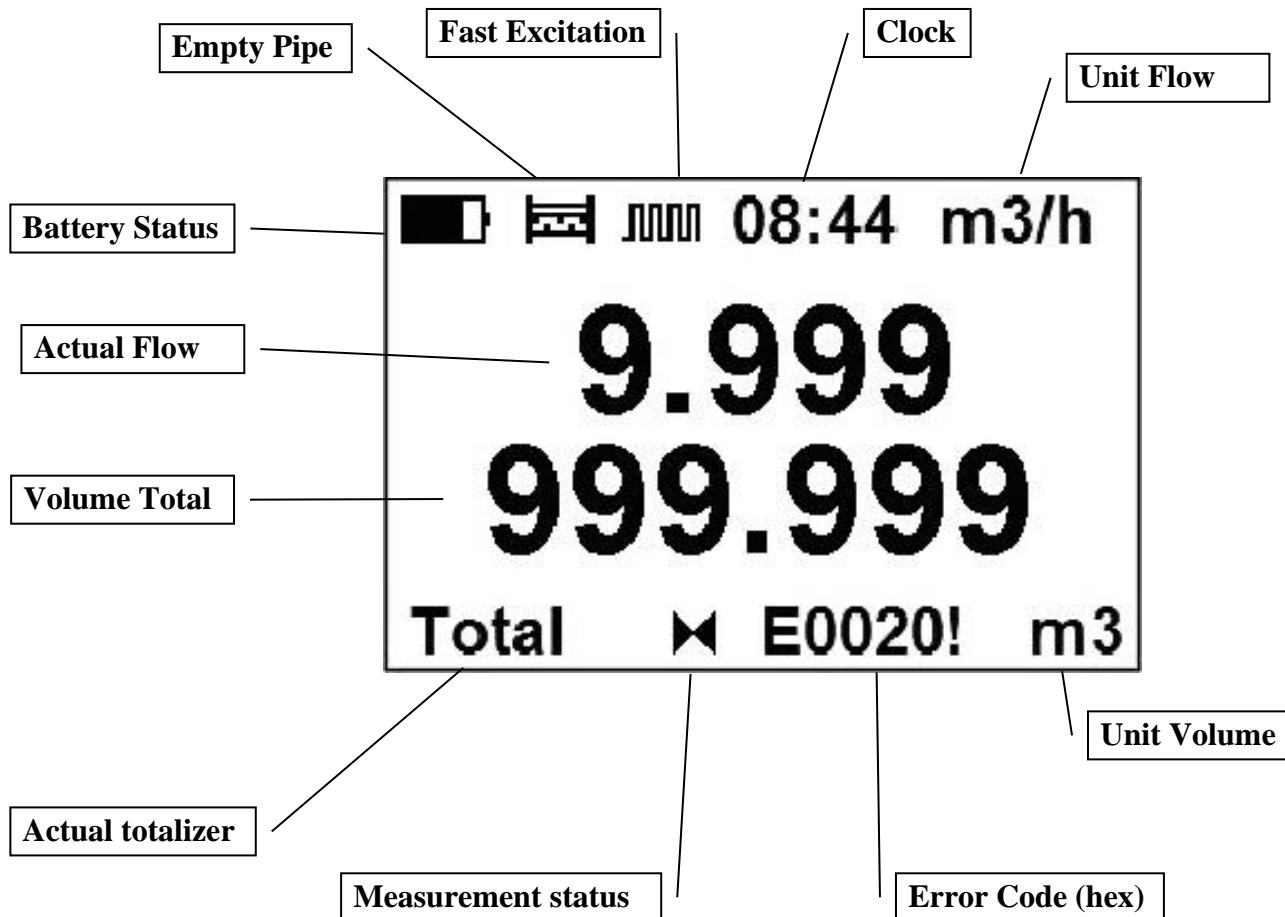 Fast Excitation
Clock
Empty Pipe
Unit Flow
Battery Status
08:44 m3/h
Actual Flow
9.999
Volume Total
999.999
Total E0020! m3
Unit Volume
Actual totalizer
Measurement status
Error Code (hex)